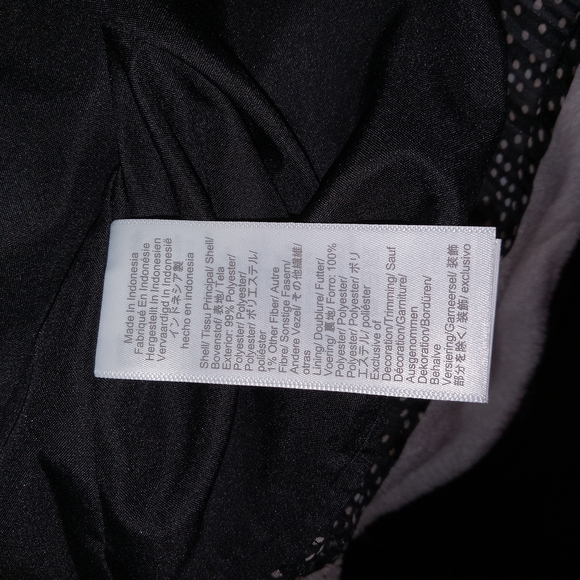 Made In Indonesia
Fabriqué En Indonésie
Hergestellt In Indonesien
Vervaardigd In Indonesië
インドネシア製
hecho en indonesia
Shell/ Tissu Principal/ Shell/
Bovenstof/ 表地/ Tela
Exterior: 99% Polyester/
Polyester/ Polyester/
Polyester/ ポリエステル/
poliéster
1% Other Fiber/ Autre
Fibre/ Sonstige Fasern/
Andere Vezel/ その他繊維/
otras
Lining/ Doublure/ Futter/
Voering/ 裏地/ Forro: 100%
Polyester/ Polyester/
Polyester/ Polyester/ ポリ
エステル/ poliéster
Exclusive of
Decoration/Trimming/ Sauf
Décoration/Garniture/
Ausgenommen
Dekoration/Bordüren/
Behalve
Versiering/Garneersel/ 装飾
部分を除く/ 装飾/ exclusivo